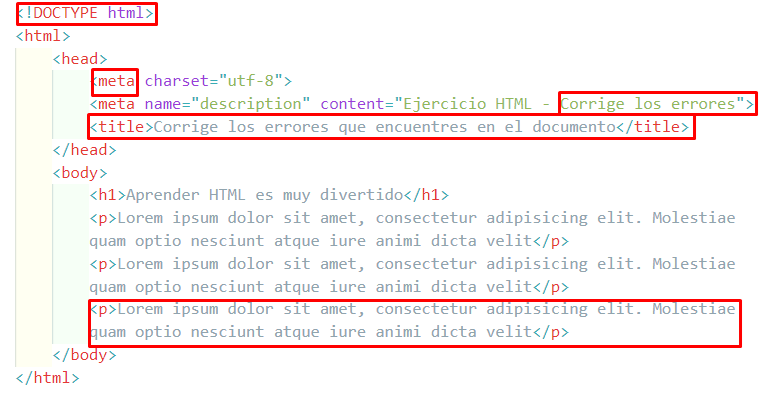 <!DOCTYPE html>
<html>
<head>
<meta charset="utf-8">
<meta name="description" content="Ejercicio HTML - Corrige los errores">
<title>Corrige los errores que encuentres en el documento</title>
</head>
<body>
<h1>Aprender HTML es muy divertido</h1>
<p>Lorem ipsum dolor sit amet, consectetur adipisicing elit. Molestiae
quam optio nesciunt atque iure animi dicta velit</p>
<p>Lorem ipsum dolor sit amet, consectetur adipisicing elit. Molestiae
quam optio nesciunt atque iure animi dicta velit</p>
<p>Lorem ipsum dolor sit amet, consectetur adipisicing elit. Molestiae
quam optio nesciunt atque iure animi dicta velit</p>
</body>
</html>